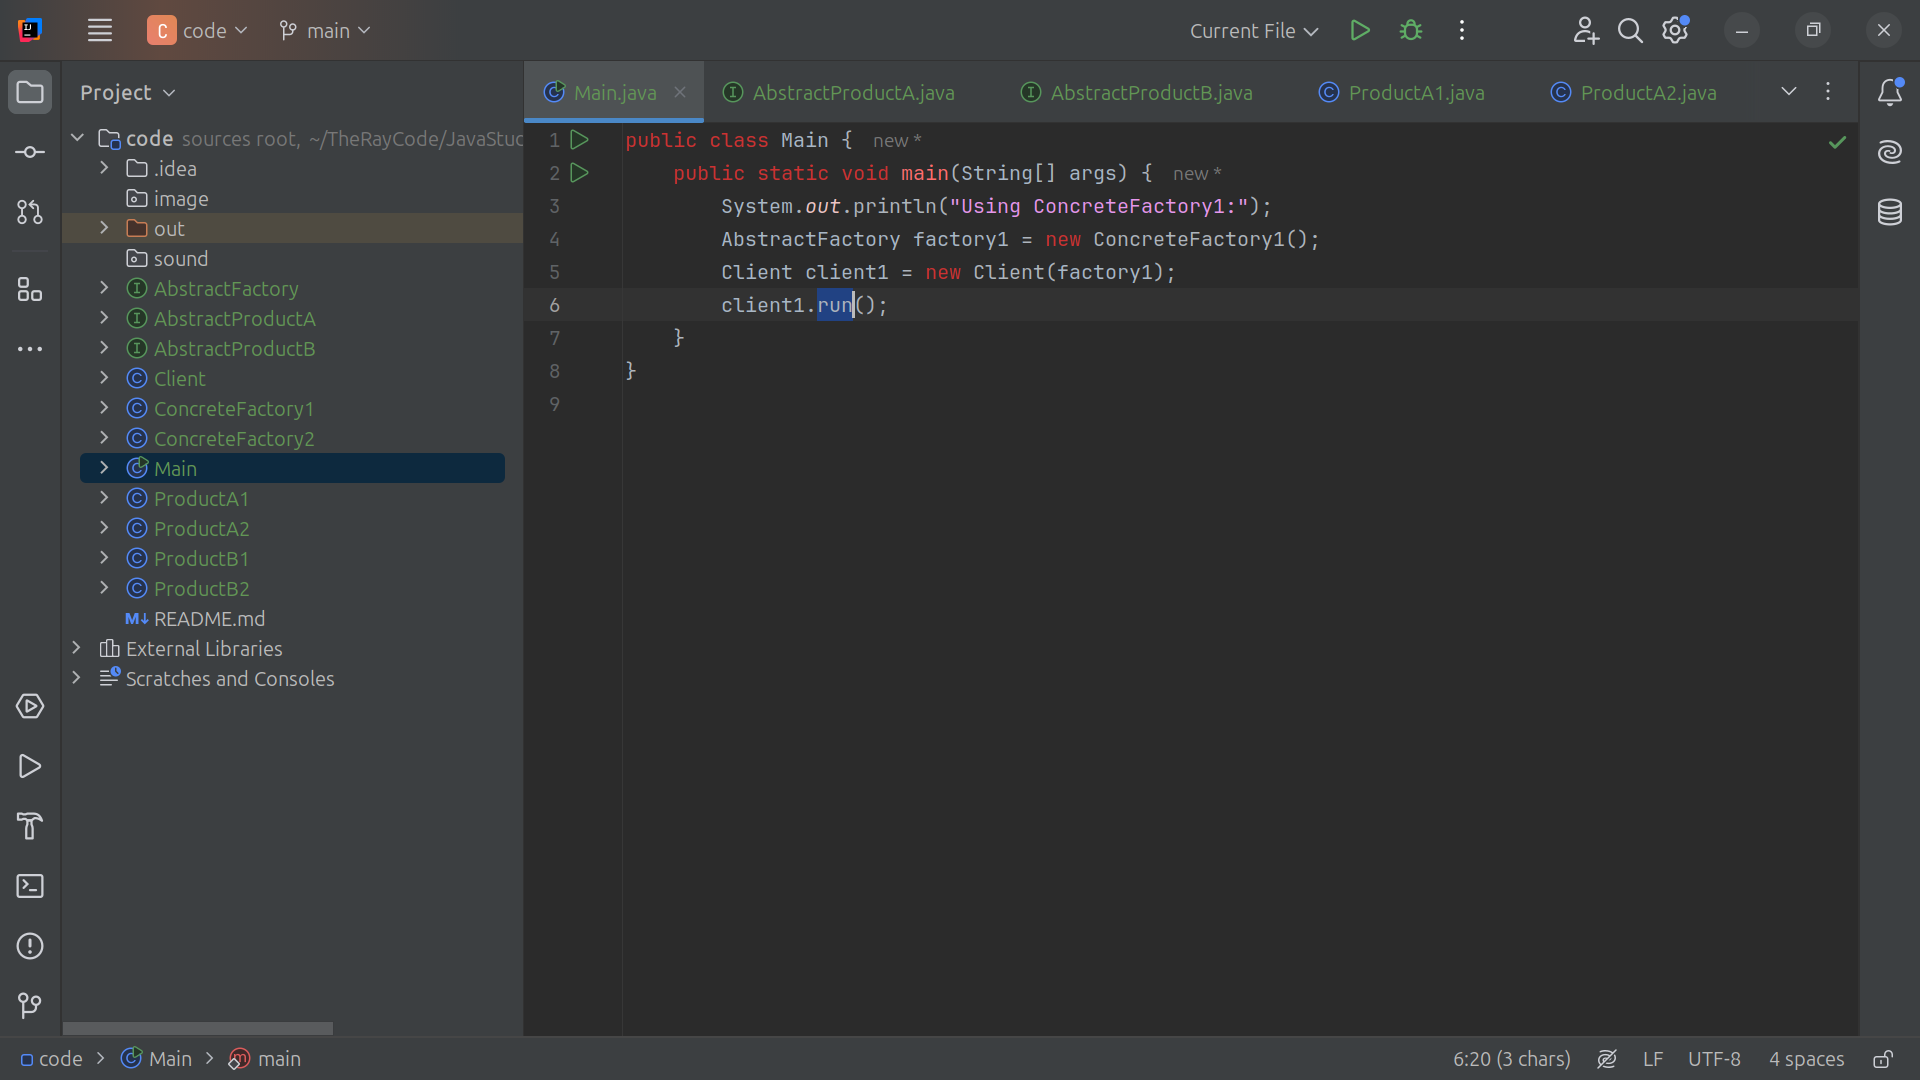 code main Current File
Project
Main.java AbstractProductA.java AbstractProductB.java ProductA1.java ProductA2.java
code sources root, ~/TheRayCode/JavaStud
.idea
image
out
sound
AbstractFactory
AbstractProductA
AbstractProductB
Client
ConcreteFactory1
ConcreteFactory2
Main
ProductA1
ProductA2
ProductB1
ProductB2
README.md
External Libraries
Scratches and Consoles
1 public class Main { new *
2 public static void main(String[] args) { new *
3 System.out.println("Using ConcreteFactory1:");
4 AbstractFactory factory1 = new ConcreteFactory1();
5 Client client1 = new Client(factory1);
6 client1.run();
7 }
8 }
9
code Main main 6:20 (3 chars) LF UTF-8 4 spaces